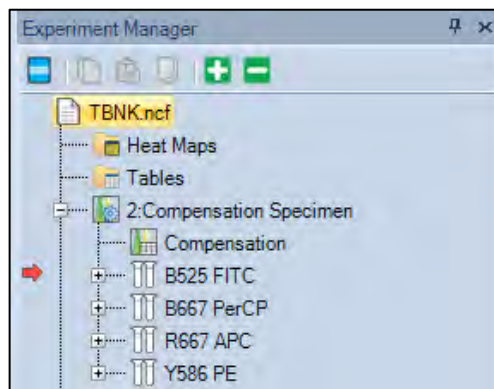 Experiment Manager
TBNK.ncf
Heat Maps
Tables
2:Compensation Specimen
Compensation
B525 FITC
B667 PerCP
R667 APC
Y586 PE